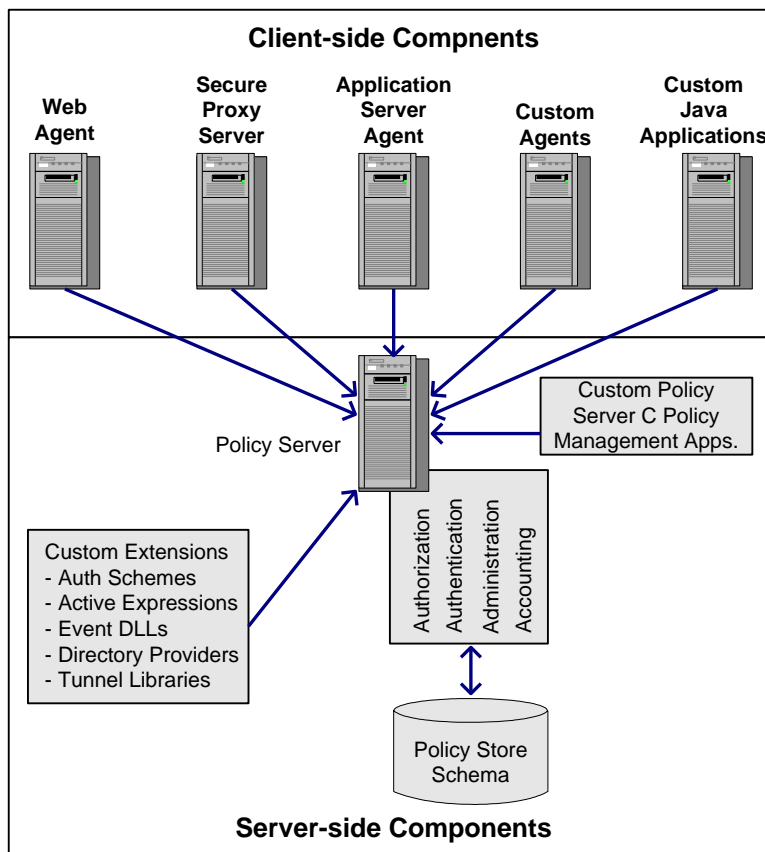 Client-side Compnents
Web
Agent
Secure
Proxy
Server
Application
Server
Agent
Custom
Agents
Custom
Java
Applications
Policy Server
Custom Policy
Server C Policy
Management Apps.
Custom Extensions
- Auth Schemes
- Active Expressions
- Event DLLs
- Directory Providers
- Tunnel Libraries
Authorization
Authentication
Administration
Accounting
Policy Store
Schema
Server-side Components